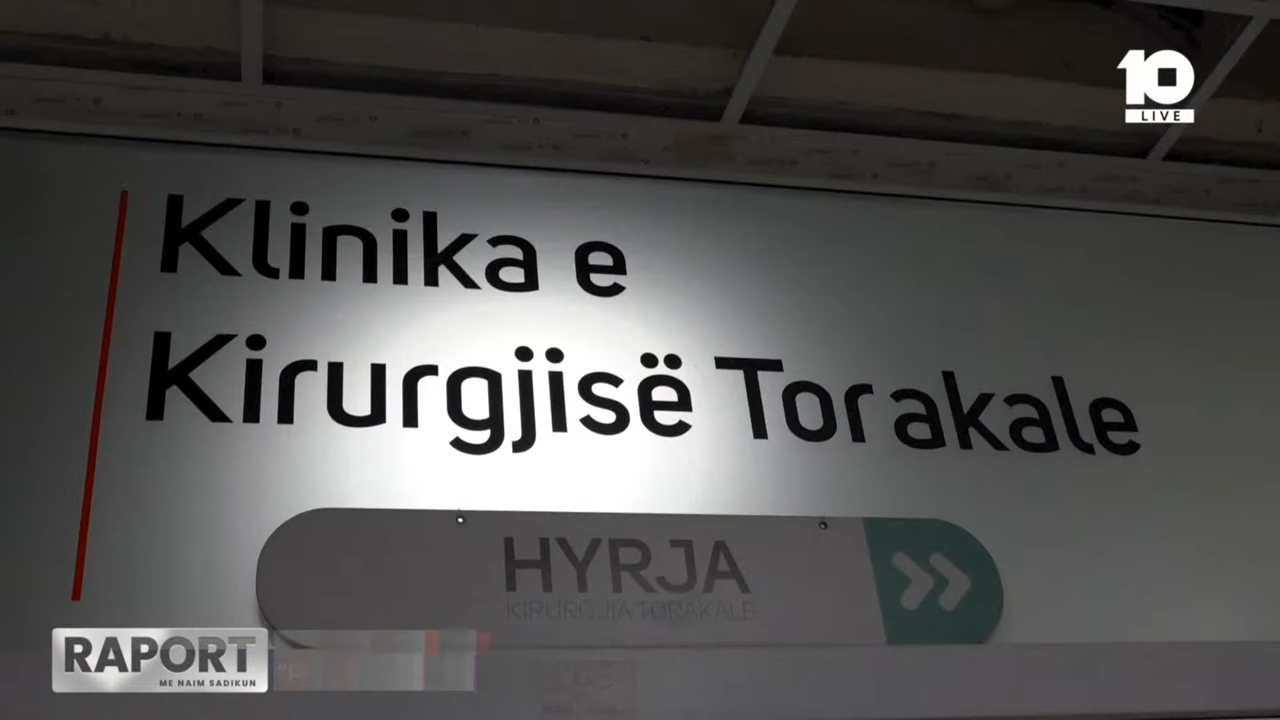 10
LIVE
Klinika e
Kirurgjisë Torakale
HYRJA
KIRURGJIA TORAKALE
RAPORT
ME NAIM SADIKUN